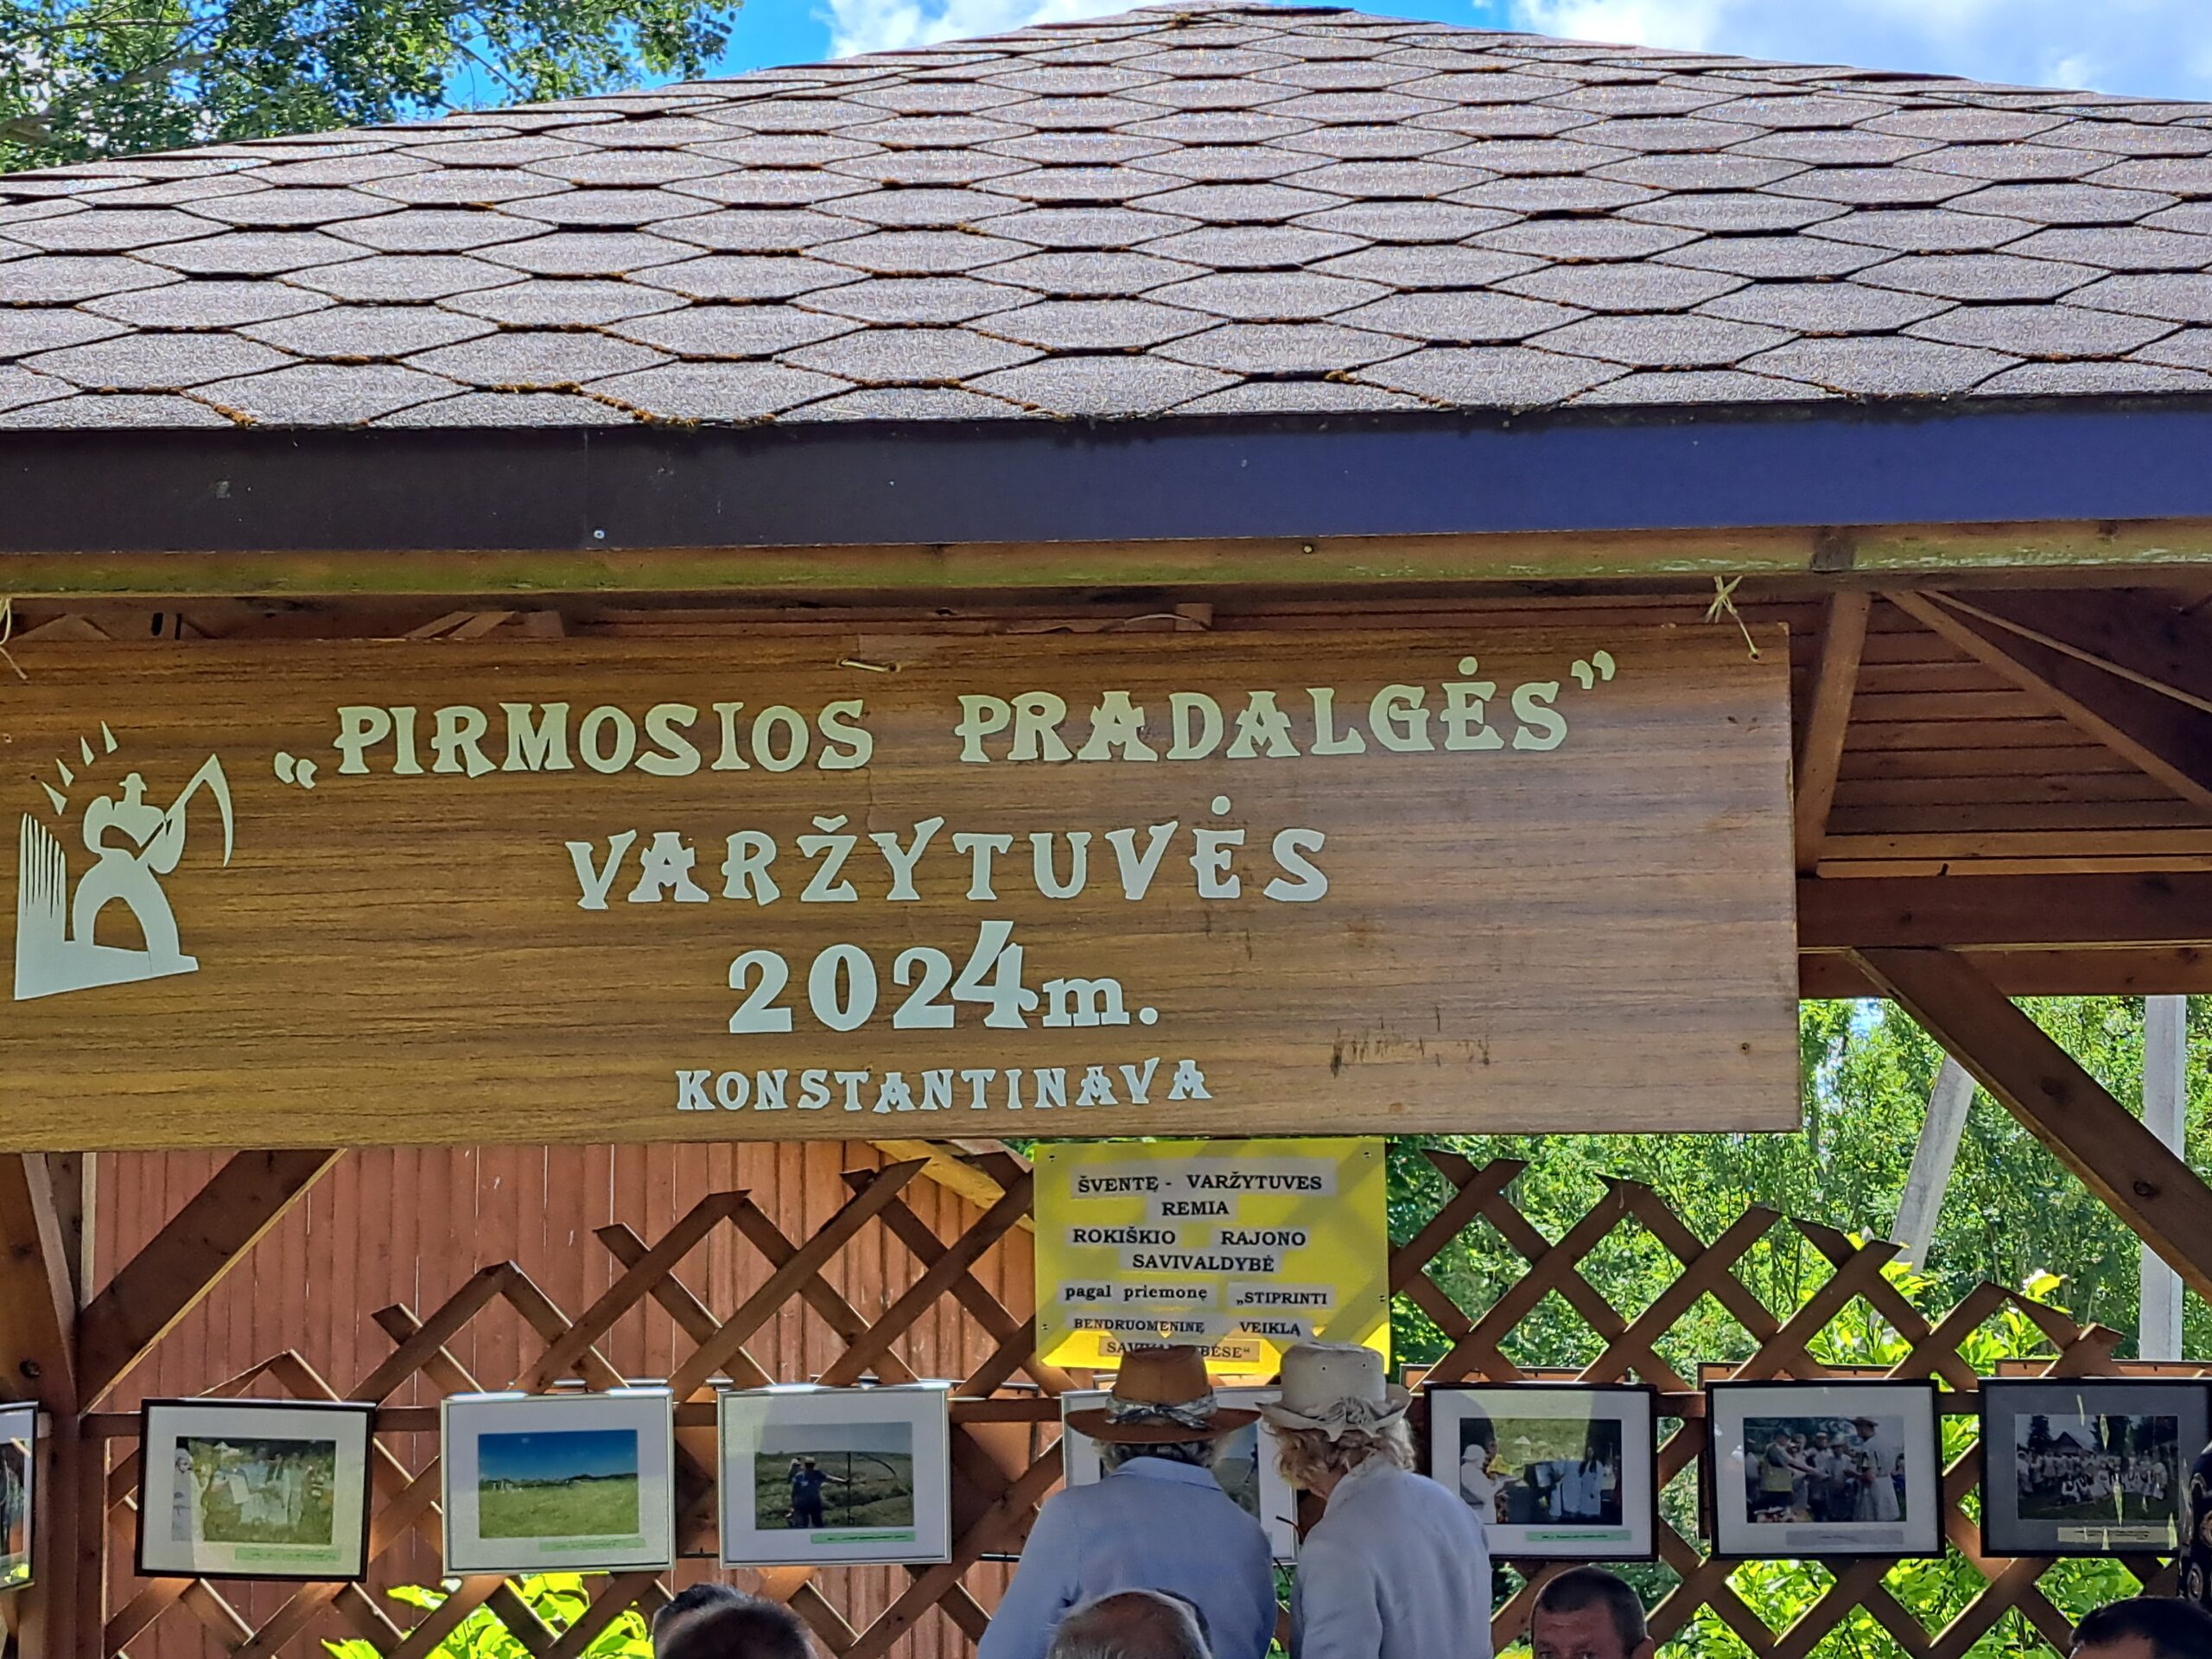 “PIRMOSIOS PRADALGĖS”
VARŽYTUVĖS
2024m.
KONSTANTINAVA
ŠVENTĘ - VARŽYTUVES
REMIA
ROKIŠKIO RAJONO
SAVIVALDYBĖ
pagal priemonę „STIPRINTI
BENDRUOMENINĘ VEIKLĄ